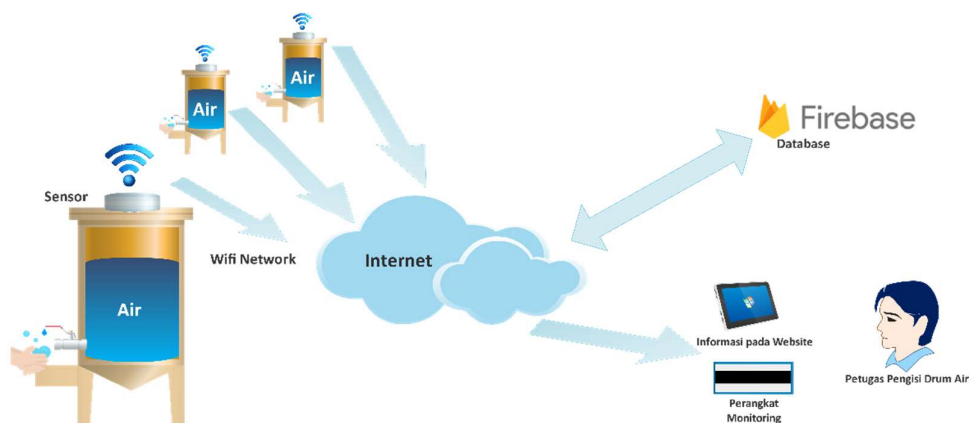 Air
Air
Sensor
Air
Wifi Network
Internet
Firebase
Database
Informasi pada Website
Perangkat
Monitoring
Petugas Pengisi Drum Air